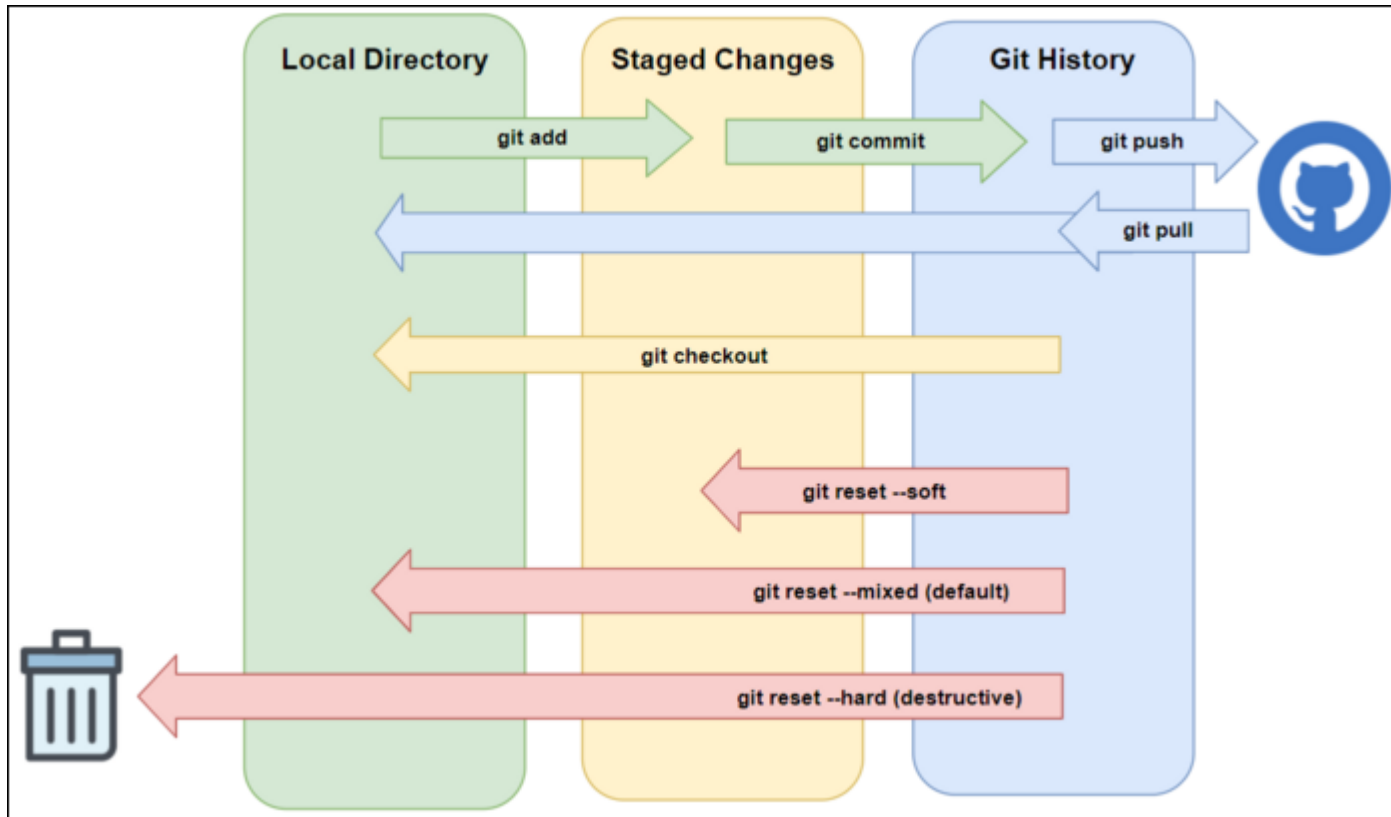 Local Directory
Staged Changes
Git History
git add
git commit
git push
git pull
git checkout
git reset --soft
git reset --mixed (default)
git reset --hard (destructive)